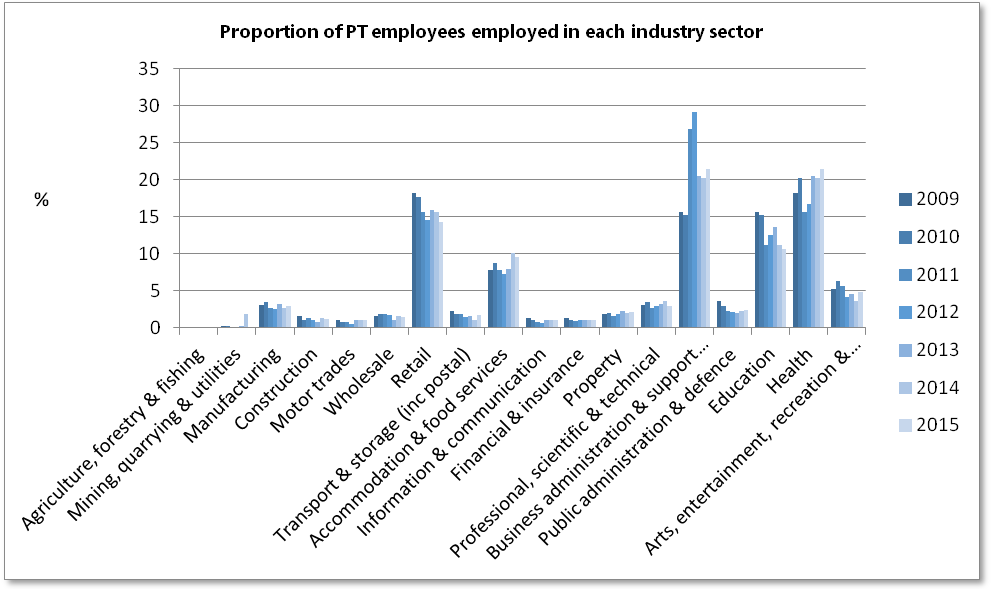 Proportion of PT employees employed in each industry sector
35
30
25
20
15
10
5
0
%
Agriculture, forestry & fishing
Mining, quarrying & utilities
Manufacturing
Construction
Motor trades
Wholesale
Retail
Transport & storage (inc postal)
Accommodation & food services
Information & communication
Financial & insurance
Property
Professional, scientific & technical
Business administration & support...
Public administration & defence
Education
Health
Arts, entertainment, recreation &...
2009
2010
2011
2012
2013
2014
2015